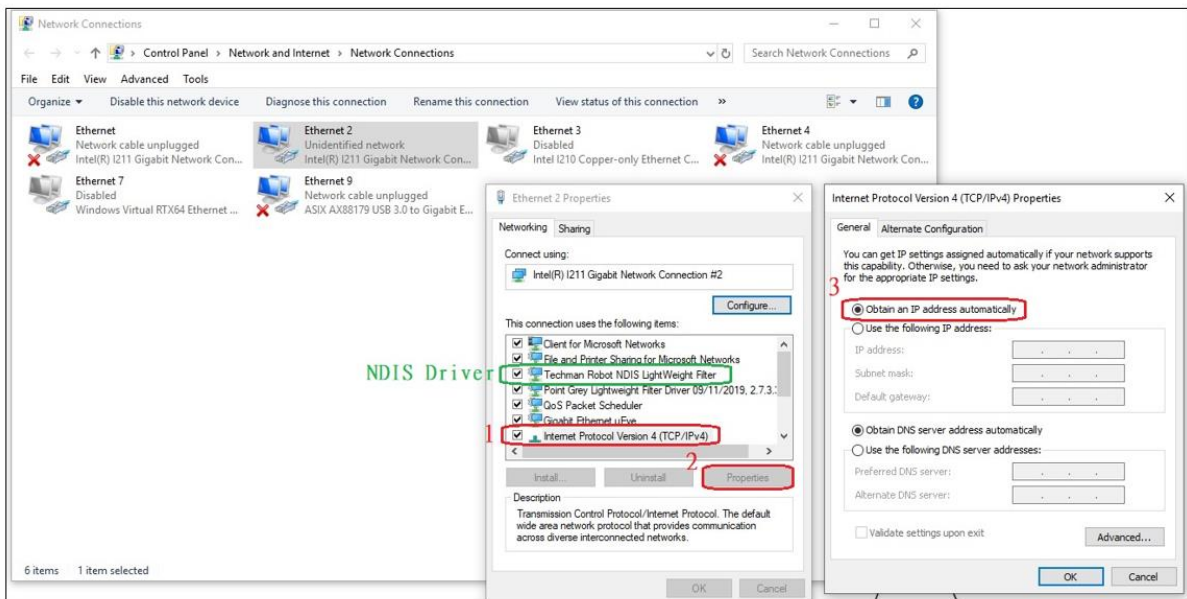 Network Connections
Control Panel > Network and Internet > Network Connections
Search Network Connections
File Edit View Advanced Tools
Organize Disable this network device Diagnose this connection Rename this connection View status of this connection »
Ethernet
Network cable unplugged
Intel(R) I211 Gigabit Network Con...
Ethernet 2
Unidentified network
Intel(R) I211 Gigabit Network Con...
Ethernet 3
Disabled
Intel I210 Copper-only Ethernet C...
Ethernet 4
Network cable unplugged
Intel(R) I211 Gigabit Network Con...
Ethernet 7
Disabled
Windows Virtual RTX64 Ethernet ...
Ethernet 9
Network cable unplugged
ASIX AX88179 USB 3.0 to Gigabit E...
6 items 1 item selected
Ethernet 2 Properties
Networking Sharing
Connect using:
Intel(R) I211 Gigabit Network Connection #2
Configure...
This connection uses the following items:
Client for Microsoft Networks
File and Printer Sharing for Microsoft Networks
NDIS Driver Techman Robot NDIS LightWeight Filter
Point Grey Lightweight Filter Driver 09/11/2019, 2.7.3.
QoS Packet Scheduler
Gigabit Ethernet uEye
1 Internet Protocol Version 4 (TCP/IPv4)
2
Install... Uninstall Properties
Description
Transmission Control Protocol/Internet Protocol. The default
wide area network protocol that provides communication
across diverse interconnected networks.
OK Cancel
Internet Protocol Version 4 (TCP/IPv4) Properties
General Alternate Configuration
You can get IP settings assigned automatically if your network supports
this capability. Otherwise, you need to ask your network administrator
for the appropriate IP settings.
3
Obtain an IP address automatically
Use the following IP address:
IP address:
Subnet mask:
Default gateway:
Obtain DNS server address automatically
Use the following DNS server addresses:
Preferred DNS server:
Alternate DNS server:
Validate settings upon exit
Advanced...
OK Cancel